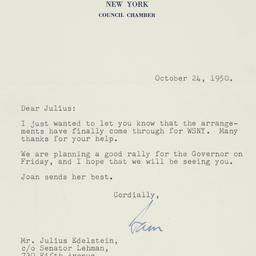 NEW YORK
COUNCIL CHAMBER
October 24, 1950.
Dear Julius:
I just wanted to let you know that the arrange-
ments have finally come through for WSNY. Many
thanks for your help.
We are planning a good rally for the Governor on
Friday, and I hope that we will be seeing you.
Joan sends her best.
Cordially,
Mr. Julius Edelstein,
c/o Senator Lehman,
730 Fifth Avenue